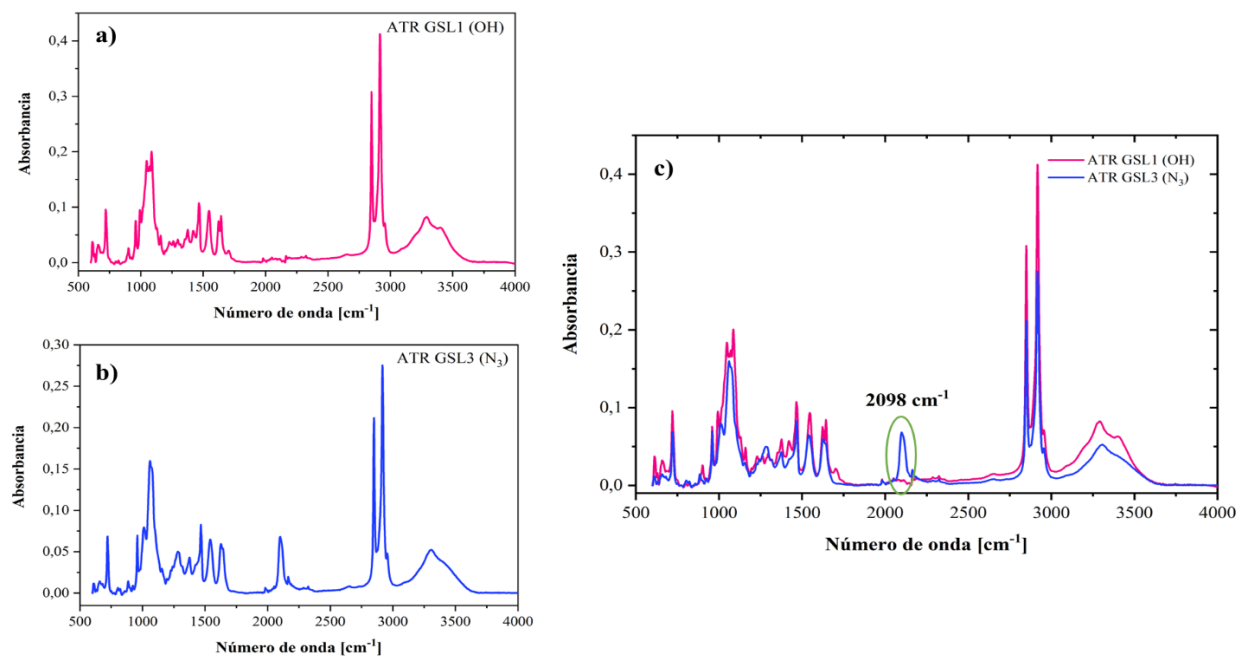 a)
ATR GSL1 (OH)
0,4
0,3
0,2
0,1
0,0
Absorbancia
500 1000 1500 2000 2500 3000 3500 4000
Número de onda [cm⁻¹]
b)
ATR GSL3 (N₃)
0,30
0,25
0,20
0,15
0,10
0,05
0,00
Absorbancia
500 1000 1500 2000 2500 3000 3500 4000
Número de onda [cm⁻¹]
c)
ATR GSL1 (OH)
ATR GSL3 (N₃)
2098 cm⁻¹
0,4
0,3
0,2
0,1
0,0
Absorbancia
500 1000 1500 2000 2500 3000 3500 4000
Número de onda [cm⁻¹]